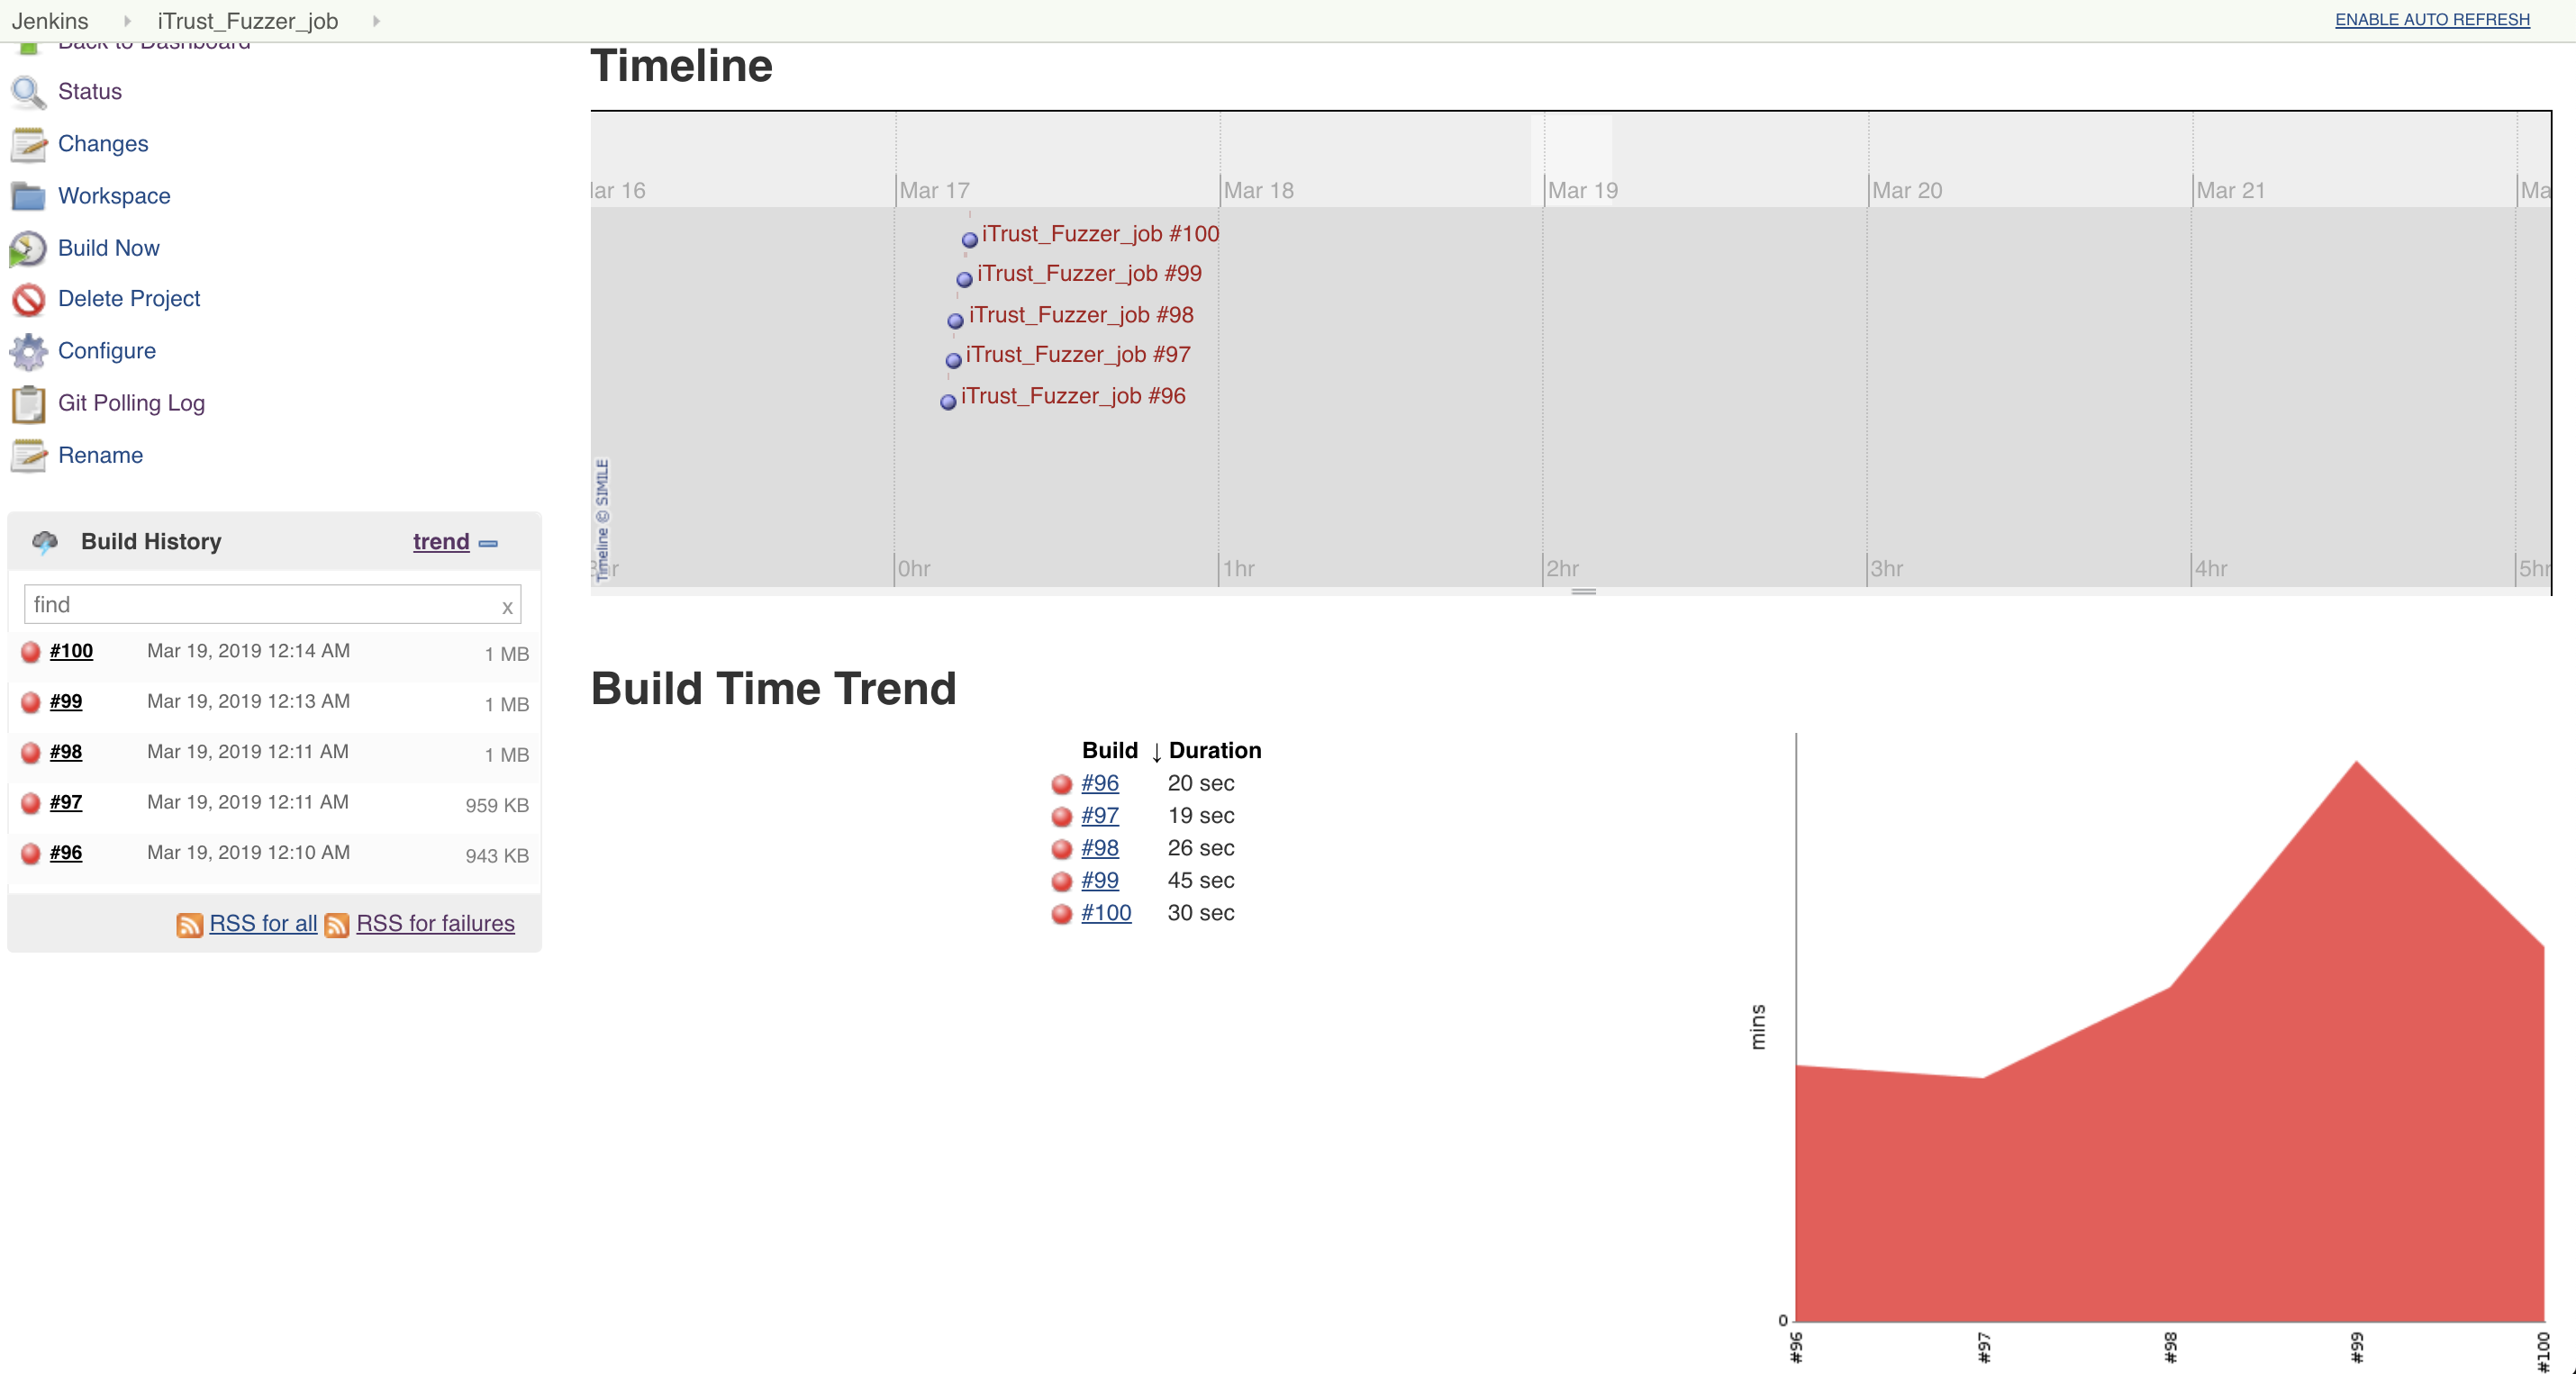 Jenkins iTrust_Fuzzer_job ENABLE AUTO REFRESH
Back to Dashboard
Status
Changes
Workspace
Build Now
Delete Project
Configure
Git Polling Log
Rename
Build History trend
find x
#100 Mar 19, 2019 12:14 AM 1 MB
#99 Mar 19, 2019 12:13 AM 1 MB
#98 Mar 19, 2019 12:11 AM 1 MB
#97 Mar 19, 2019 12:11 AM 959 KB
#96 Mar 19, 2019 12:10 AM 943 KB
RSS for all RSS for failures
Timeline
ar 16 Mar 17 Mar 18 Mar 19 Mar 20 Mar 21 Ma
iTrust_Fuzzer_job #100
iTrust_Fuzzer_job #99
iTrust_Fuzzer_job #98
iTrust_Fuzzer_job #97
iTrust_Fuzzer_job #96
Timeline © SIMILE
0hr 1hr 2hr 3hr 4hr 5hr
Build Time Trend
Build ↓ Duration
#96 20 sec
#97 19 sec
#98 26 sec
#99 45 sec
#100 30 sec
mins
0
#96 #97 #98 #99 #100